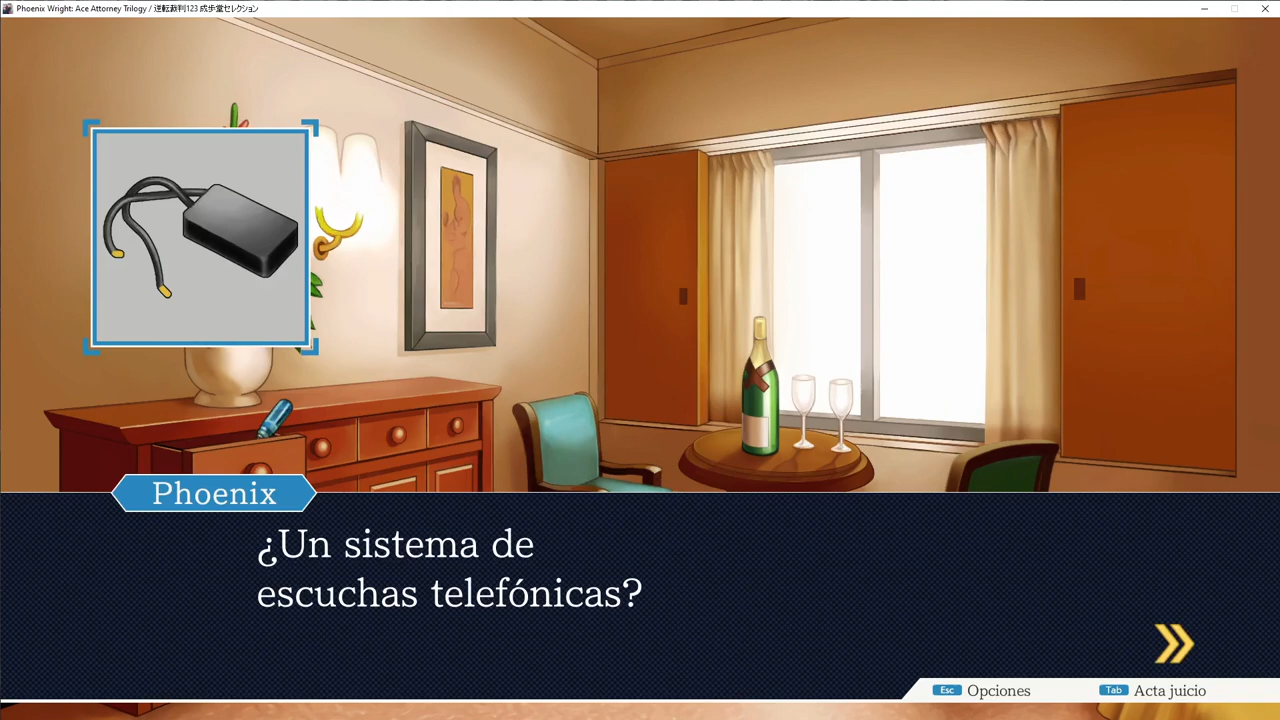 Phoenix Wright: Ace Attorney Trilogy / 逆転裁判123 成歩堂セレクション
Phoenix
¿Un sistema de
escuchas telefónicas?
Esc Opciones
Tab Acta juicio